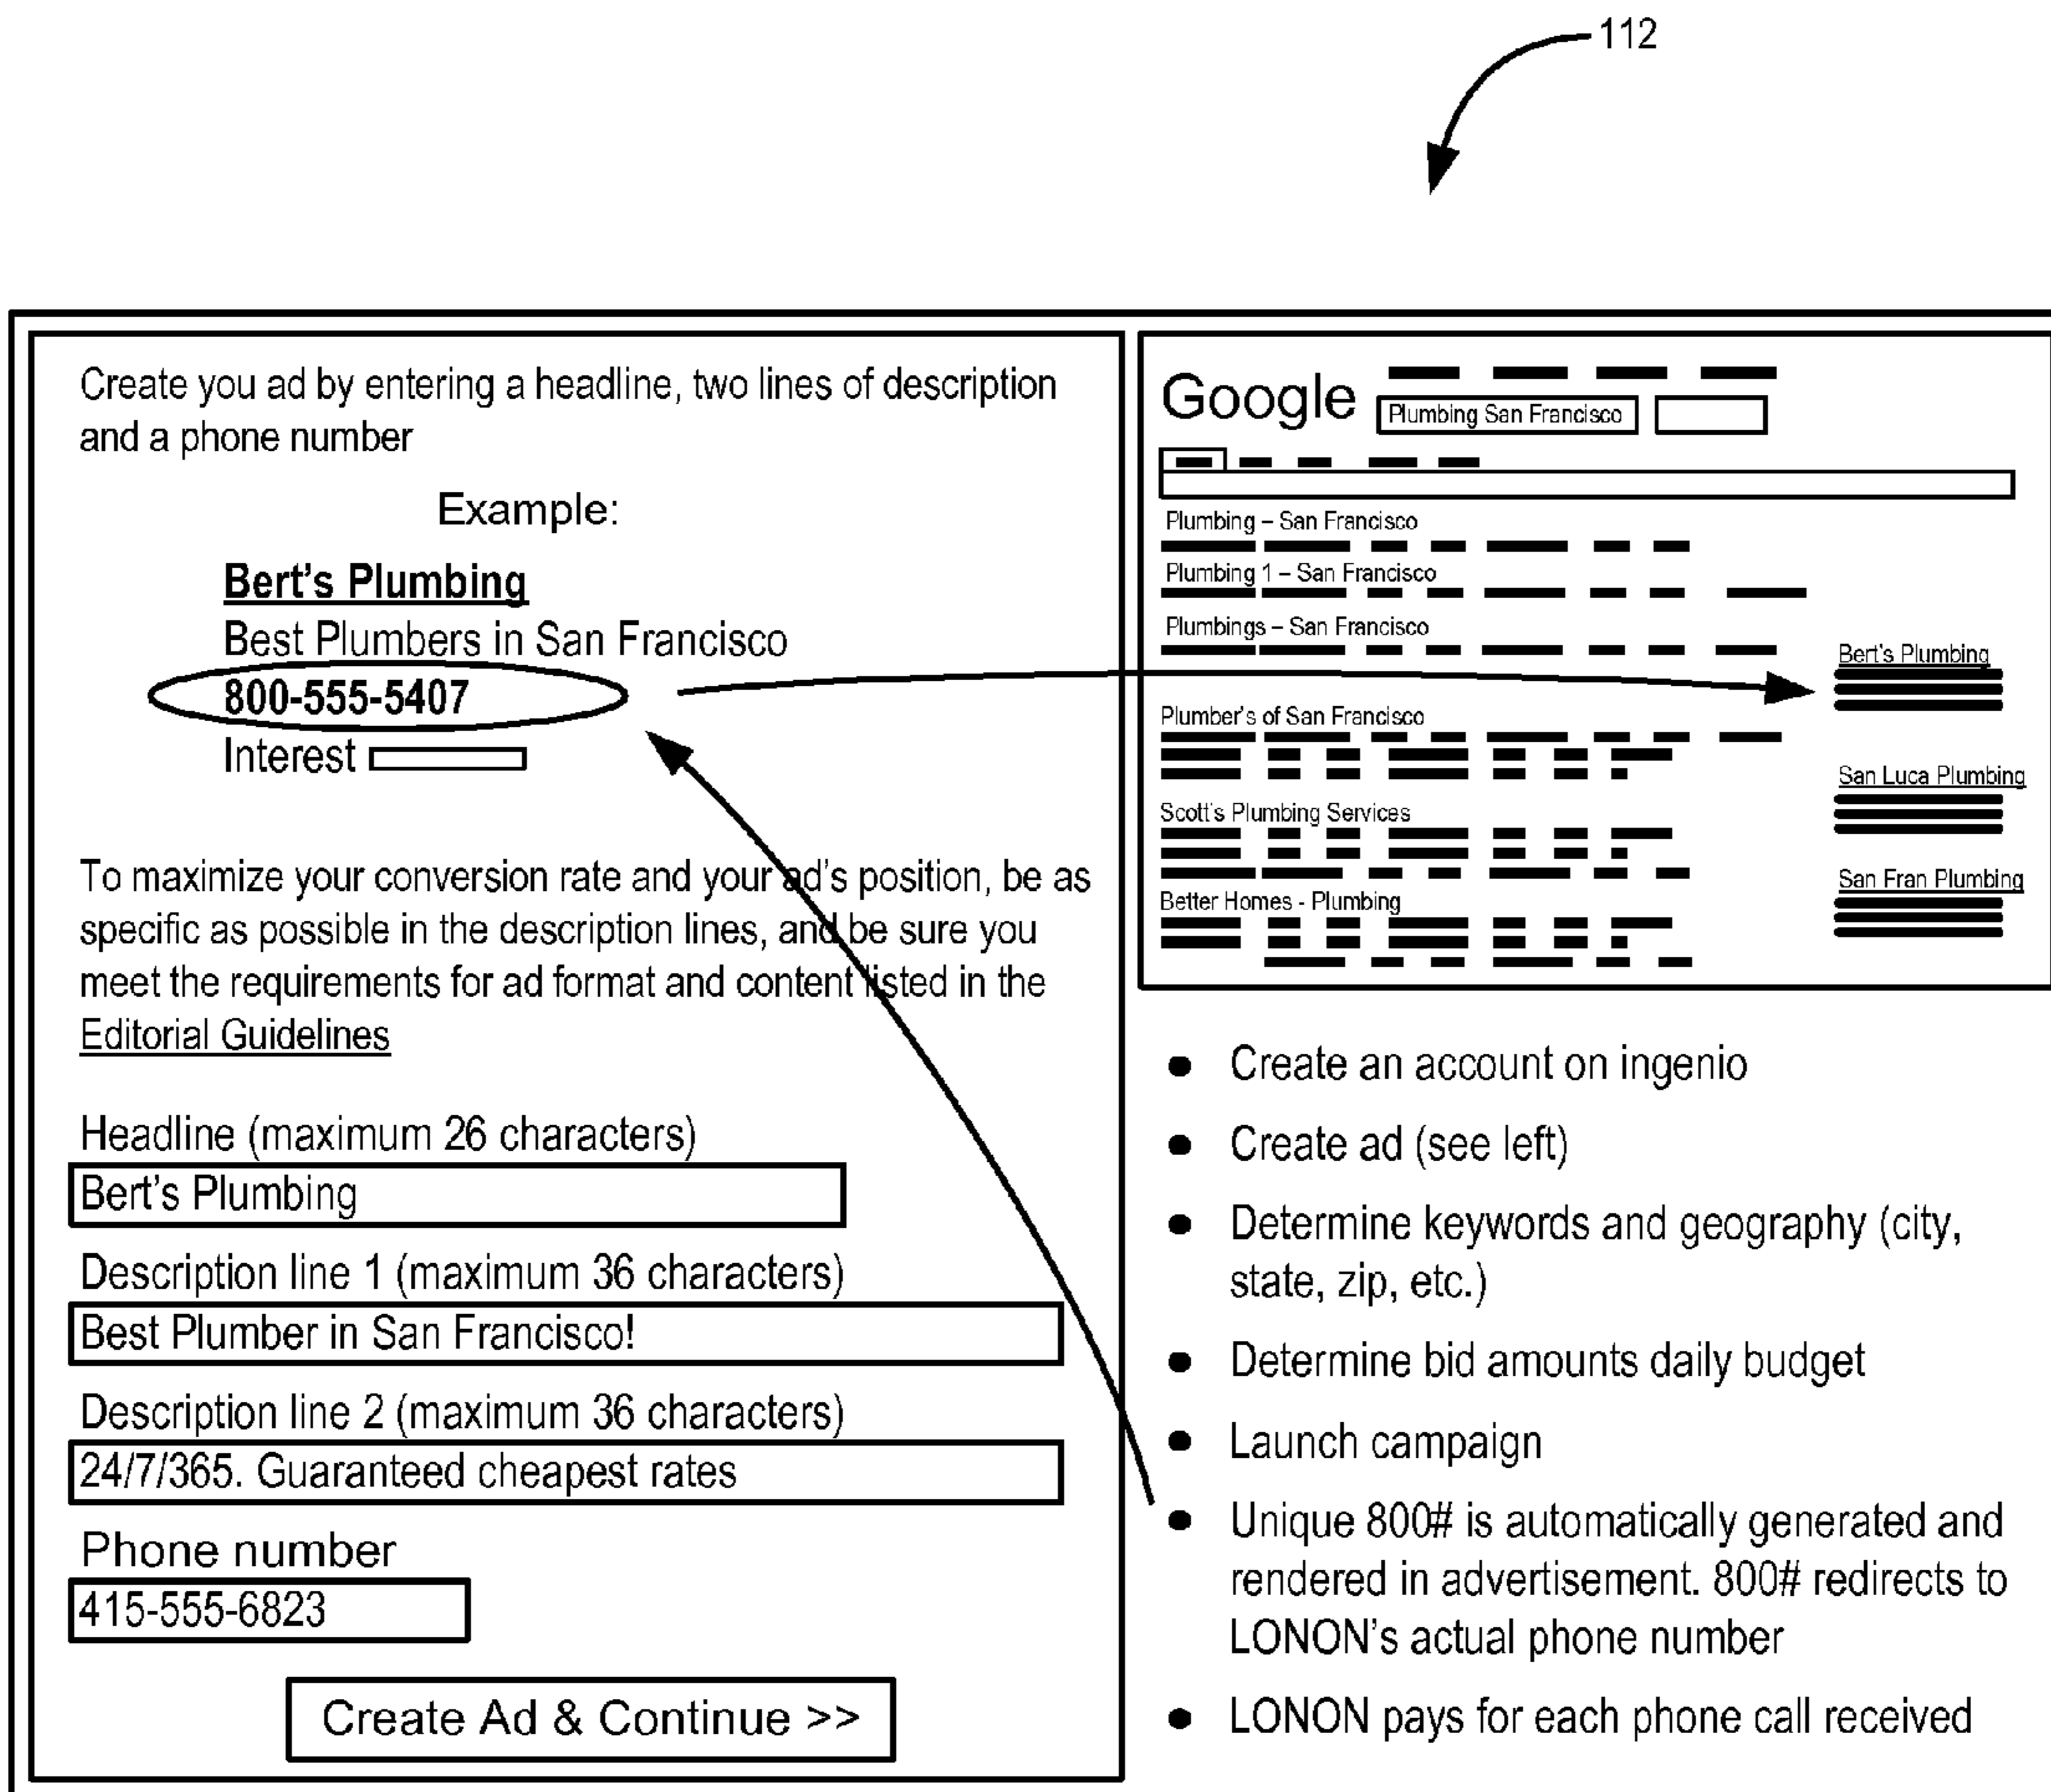 112
Create you ad by entering a headline, two lines of description
and a phone number
Example:
Bert's Plumbing
Best Plumbers in San Francisco
800-555-5407
Interest
To maximize your conversion rate and your ad's position, be as
specific as possible in the description lines, and be sure you
meet the requirements for ad format and content listed in the
Editorial Guidelines
Headline (maximum 26 characters)
Bert's Plumbing
Description line 1 (maximum 36 characters)
Best Plumber in San Francisco!
Description line 2 (maximum 36 characters)
24/7/365. Guaranteed cheapest rates
Phone number
415-555-6823
Create Ad & Continue >>
Google
Plumbing San Francisco
Plumbing – San Francisco
Plumbing 1 – San Francisco
Plumbings – San Francisco
Plumber's of San Francisco
Scott's Plumbing Services
Better Homes - Plumbing
Bert's Plumbing
San Luca Plumbing
San Fran Plumbing
● Create an account on ingenio
● Create ad (see left)
● Determine keywords and geography (city,
state, zip, etc.)
● Determine bid amounts daily budget
● Launch campaign
● Unique 800# is automatically generated and
rendered in advertisement. 800# redirects to
LONON's actual phone number
● LONON pays for each phone call received